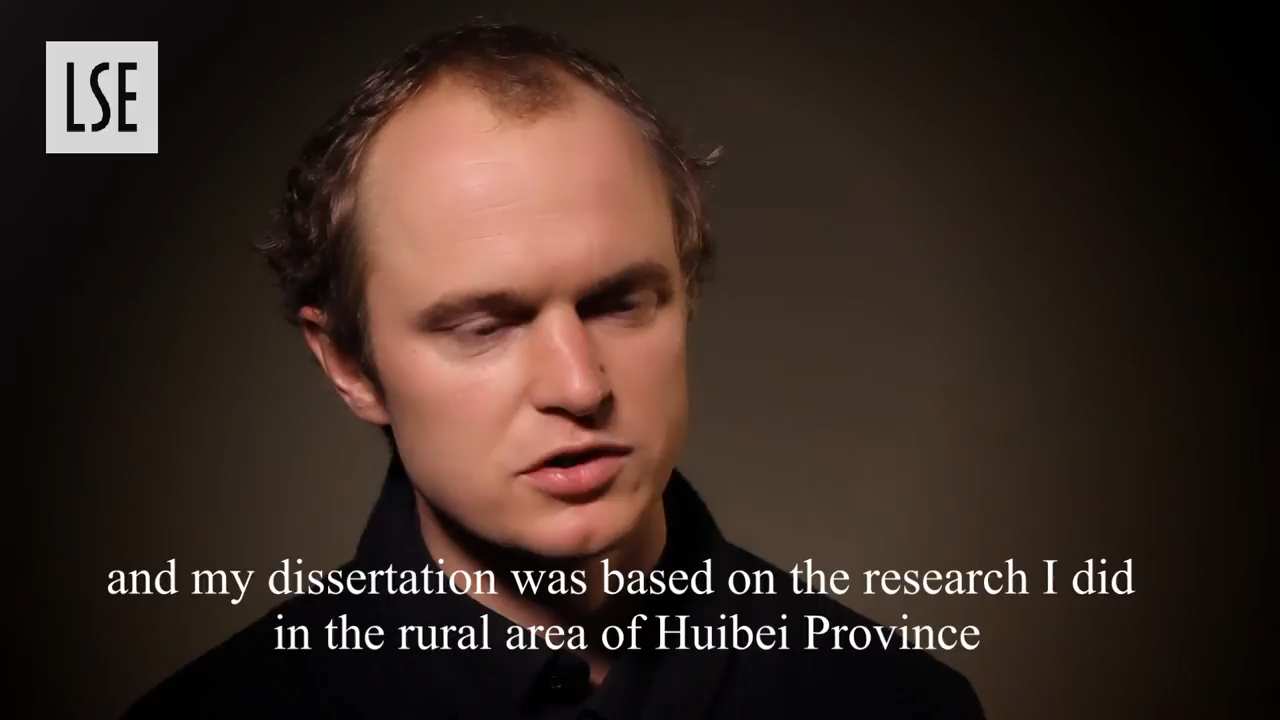 LSE
and my dissertation was based on the research I did
in the rural area of Huibei Province